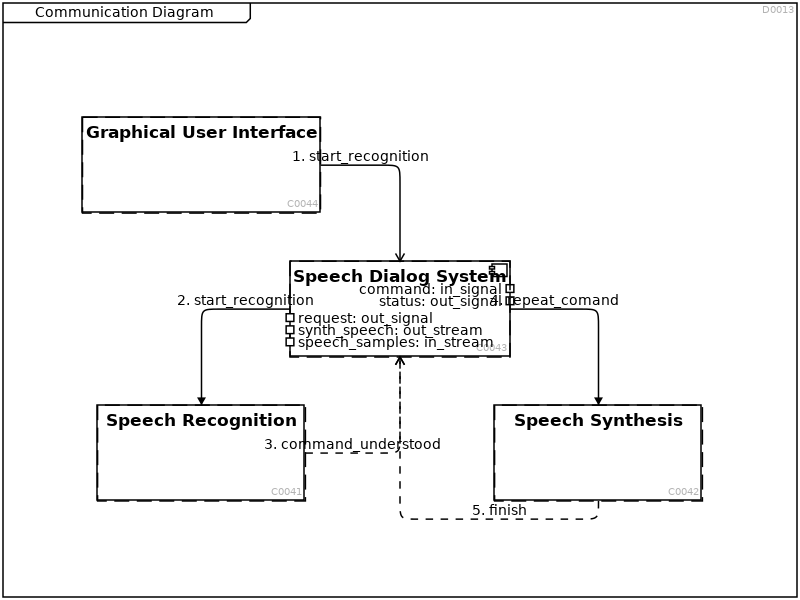 Communication Diagram
D0013
Graphical User Interface
1. start_recognition
C0044
Speech Dialog System
command: in_signal
status: out_signal
2. start_recognition
4. repeat_comand
request: out_signal
synth_speech: out_stream
speech_samples: in_stream
C0043
Speech Recognition
Speech Synthesis
3. command_understood
C0041
C0042
5. finish